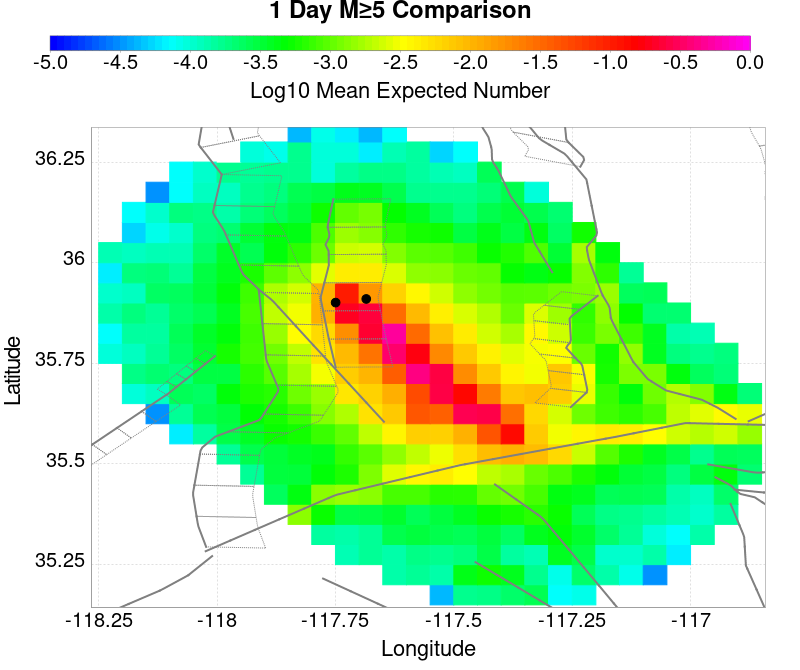 1 Day M≥5 Comparison
-5.0 -4.5 -4.0 -3.5 -3.0 -2.5 -2.0 -1.5 -1.0 -0.5 0.0
Log10 Mean Expected Number
36.25
36
35.75
35.5
35.25
Latitude
-118.25 -118 -117.75 -117.5 -117.25 -117
Longitude